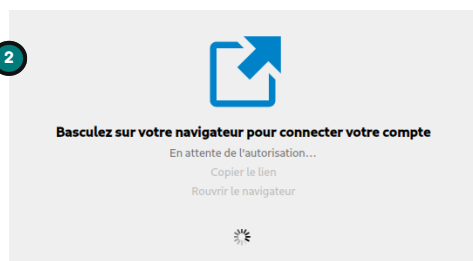 2
Basculez sur votre navigateur pour connecter votre compte
En attente de l'autorisation...
Copier le lien
Rouvrir le navigateur